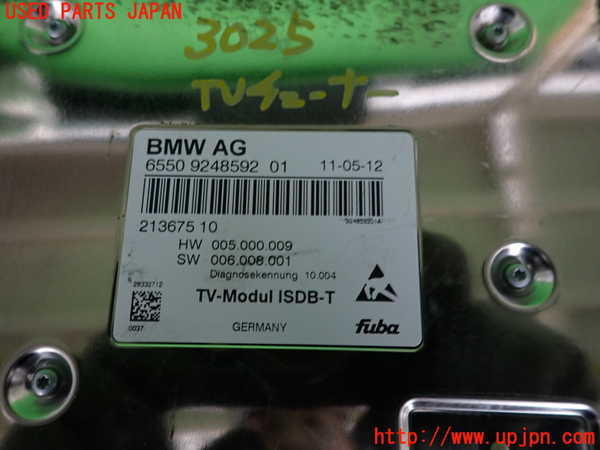 USED PARTS JAPAN
3025
TVチューナー
BMW AG
6550 9248592 01 11-05-12
213675 10
HW 005.000.009
SW 006.008.001
Diagnosekennung 10.004
28332712
TV-Modul ISDB-T
0037
GERMANY
fuba
http://www.upjpn.com/